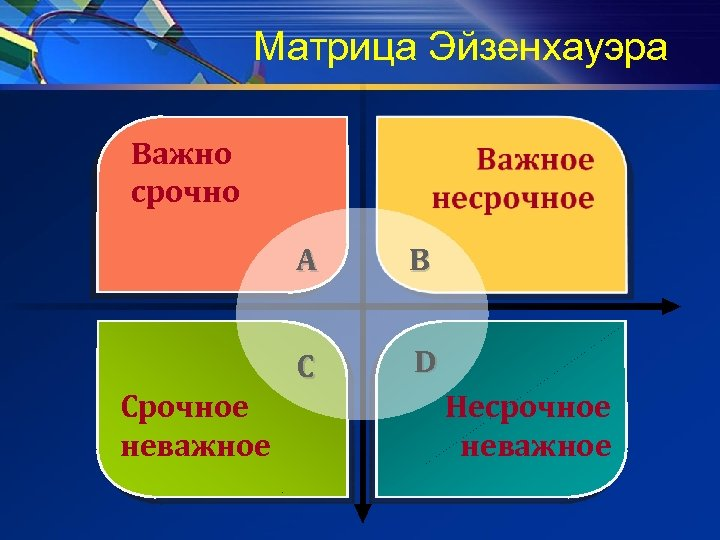 Матрица Эйзенхауэра
Важно
срочно
Важное
несрочное
A
B
C
D
Срочное
неважное
Несрочное
неважное